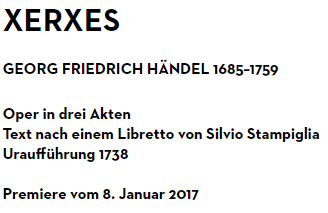 XERXES
GEORG FRIEDRICH HÄNDEL 1685–1759
Oper in drei Akten
Text nach einem Libretto von Silvio Stampiglia
Uraufführung 1738
Premiere vom 8. Januar 2017